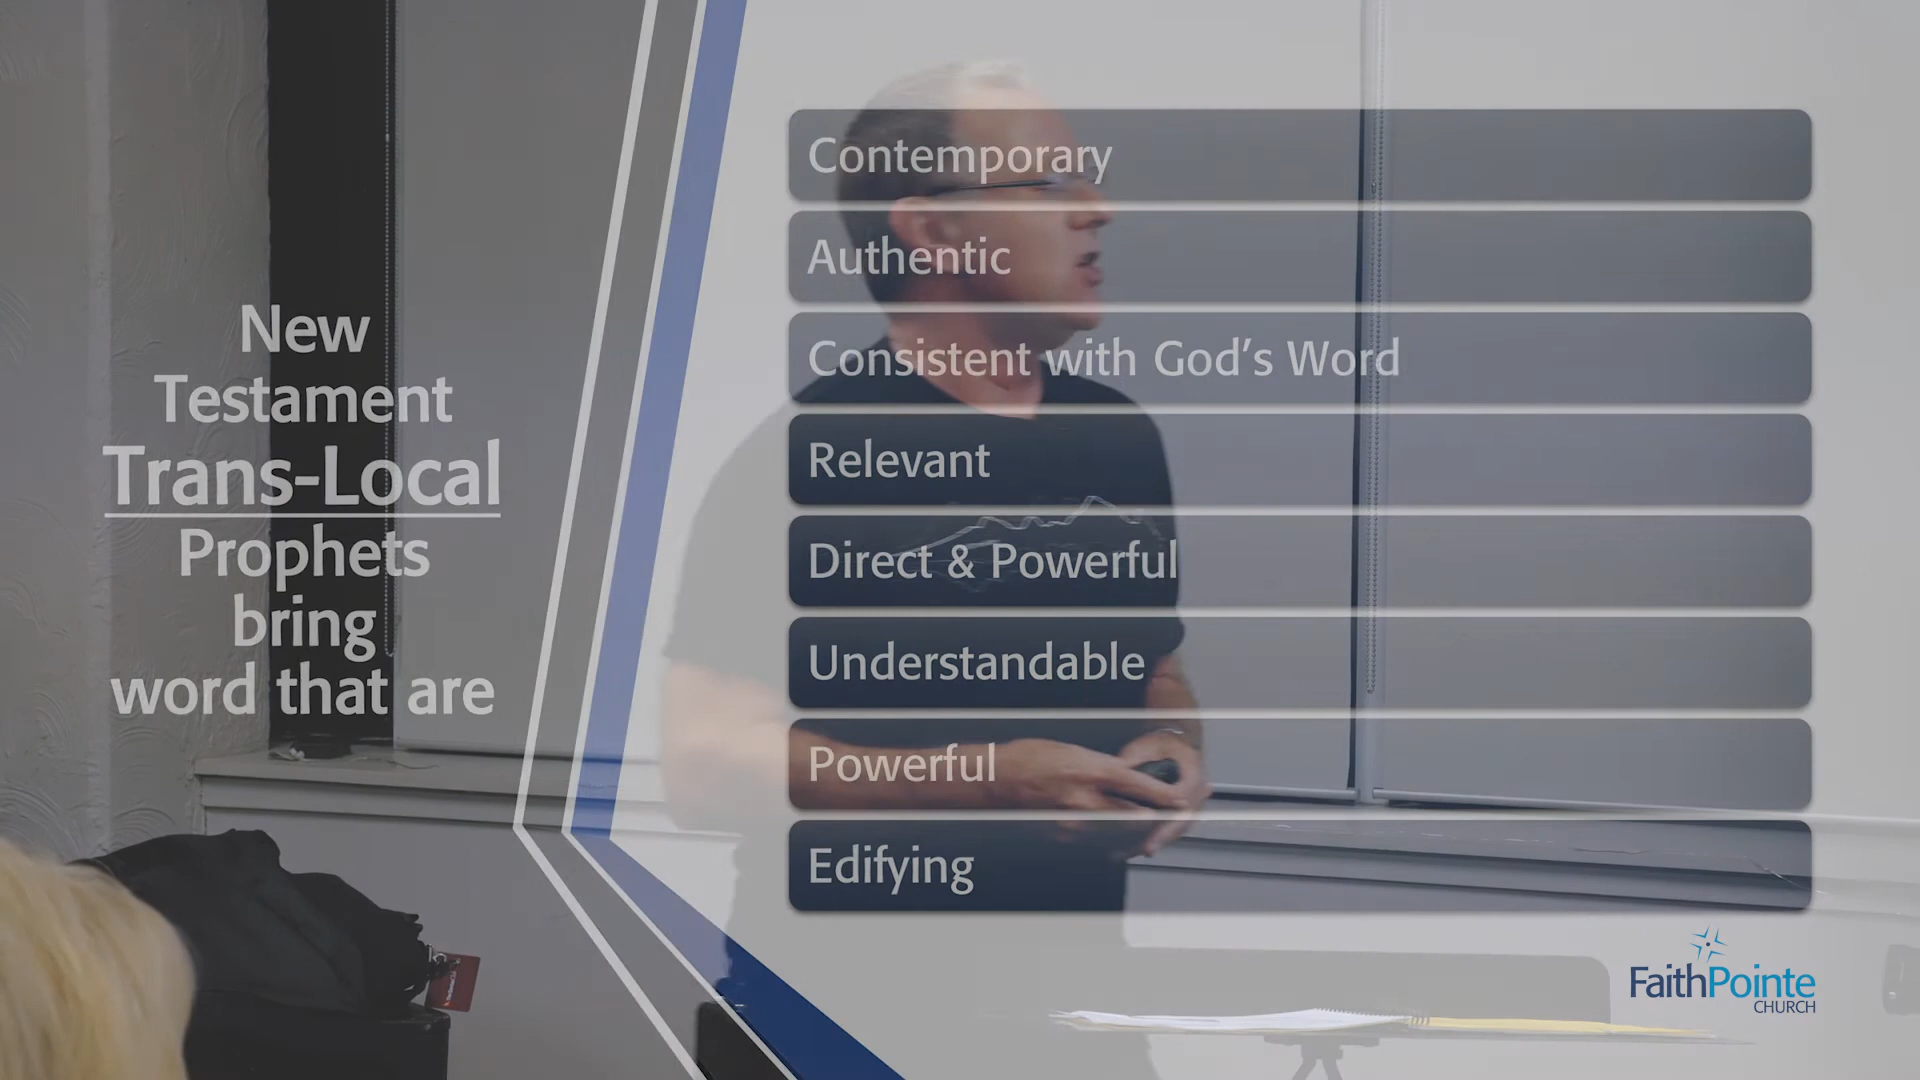 New
Testament
Trans-Local
Prophets
bring
word that are
Contemporary
Authentic
Consistent with God's Word
Relevant
Direct & Powerful
Understandable
Powerful
Edifying
FaithPointe
CHURCH